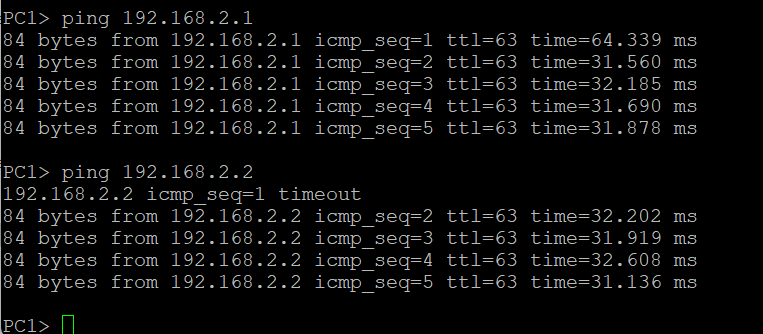 PC1> ping 192.168.2.1
84 bytes from 192.168.2.1 icmp_seq=1 ttl=63 time=64.339 ms
84 bytes from 192.168.2.1 icmp_seq=2 ttl=63 time=31.560 ms
84 bytes from 192.168.2.1 icmp_seq=3 ttl=63 time=32.185 ms
84 bytes from 192.168.2.1 icmp_seq=4 ttl=63 time=31.690 ms
84 bytes from 192.168.2.1 icmp_seq=5 ttl=63 time=31.878 ms
PC1> ping 192.168.2.2
192.168.2.2 icmp_seq=1 timeout
84 bytes from 192.168.2.2 icmp_seq=2 ttl=63 time=32.202 ms
84 bytes from 192.168.2.2 icmp_seq=3 ttl=63 time=31.919 ms
84 bytes from 192.168.2.2 icmp_seq=4 ttl=63 time=32.608 ms
84 bytes from 192.168.2.2 icmp_seq=5 ttl=63 time=31.136 ms
PC1>